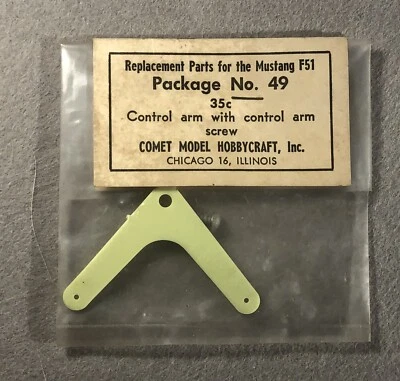 Replacement Parts for the Mustang F51
Package No. 49
35c
Control arm with control arm
screw
COMET MODEL HOBBYCRAFT, Inc.
CHICAGO 16, ILLINOIS